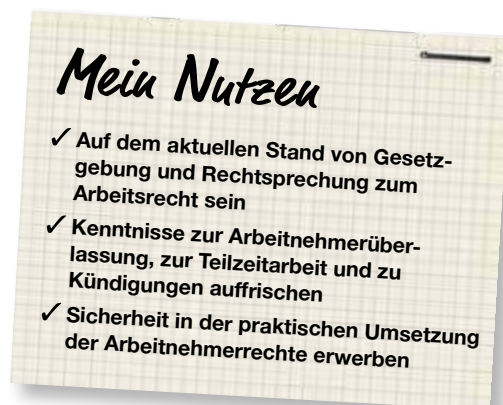 Mein Nutzen
✓ Auf dem aktuellen Stand von Gesetz-
gebung und Rechtsprechung zum
Arbeitsrecht sein
✓ Kenntnisse zur Arbeitnehmerüber-
lassung, zur Teilzeitarbeit und zu
Kündigungen auffrischen
✓ Sicherheit in der praktischen Umsetzung
der Arbeitnehmerrechte erwerben